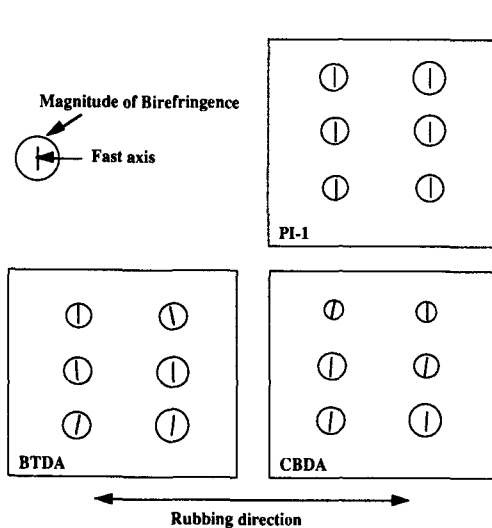 Magnitude of Birefringence
Fast axis
PI-1
BTDA
CBDA
Rubbing direction